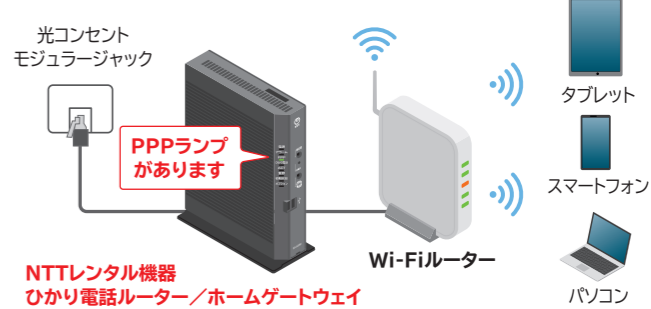 光コンセント
モジュラージャック
PPPランプ
があります
NTTレンタル機器
ひかり電話ルーター／ホームゲートウェイ
Wi-Fiルーター
タブレット
スマートフォン
パソコン